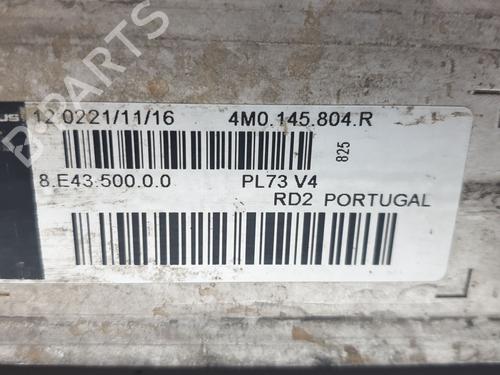 12.0221/11/16 4M0.145.804.R
825
8.E43.500.0.0 PL73 V4
RD2 PORTUGAL
B-PARTS